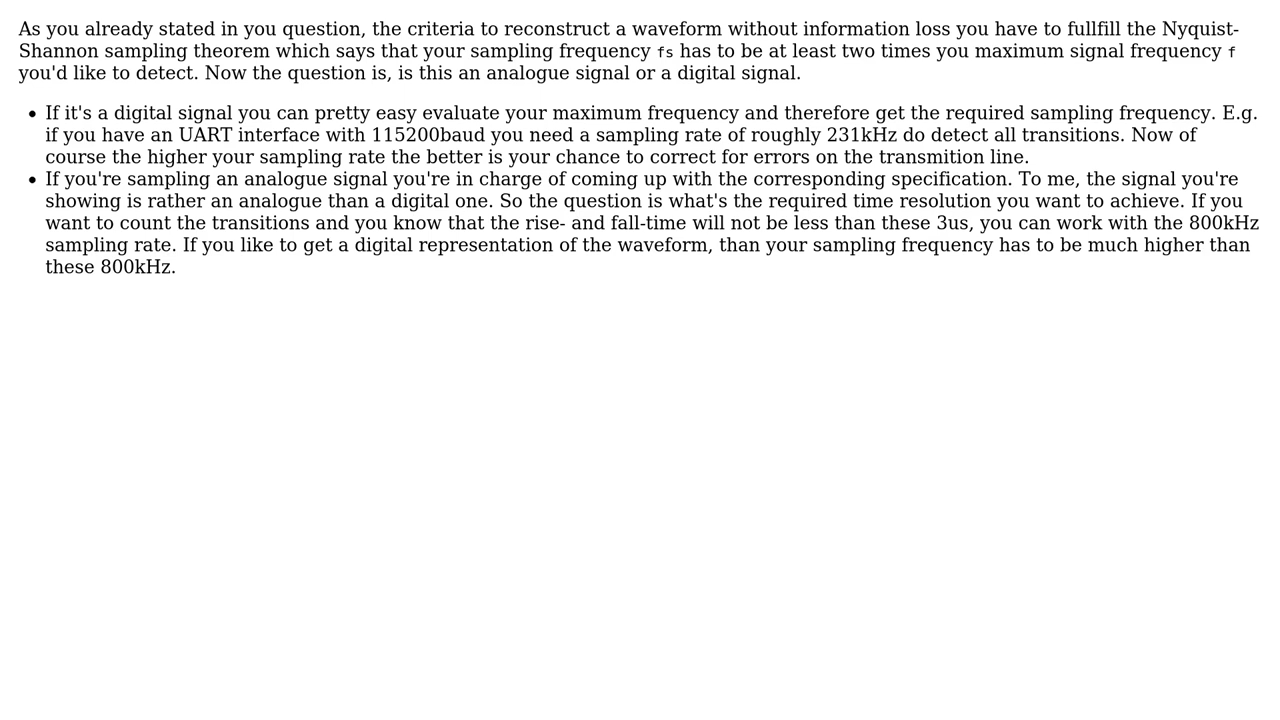 As you already stated in you question, the criteria to reconstruct a waveform without information loss you have to fullfill the Nyquist-
Shannon sampling theorem which says that your sampling frequency fs has to be at least two times you maximum signal frequency f
you'd like to detect. Now the question is, is this an analogue signal or a digital signal.
• If it's a digital signal you can pretty easy evaluate your maximum frequency and therefore get the required sampling frequency. E.g.
if you have an UART interface with 115200baud you need a sampling rate of roughly 231kHz do detect all transitions. Now of
course the higher your sampling rate the better is your chance to correct for errors on the transmition line.
• If you're sampling an analogue signal you're in charge of coming up with the corresponding specification. To me, the signal you're
showing is rather an analogue than a digital one. So the question is what's the required time resolution you want to achieve. If you
want to count the transitions and you know that the rise- and fall-time will not be less than these 3us, you can work with the 800kHz
sampling rate. If you like to get a digital representation of the waveform, than your sampling frequency has to be much higher than
these 800kHz.